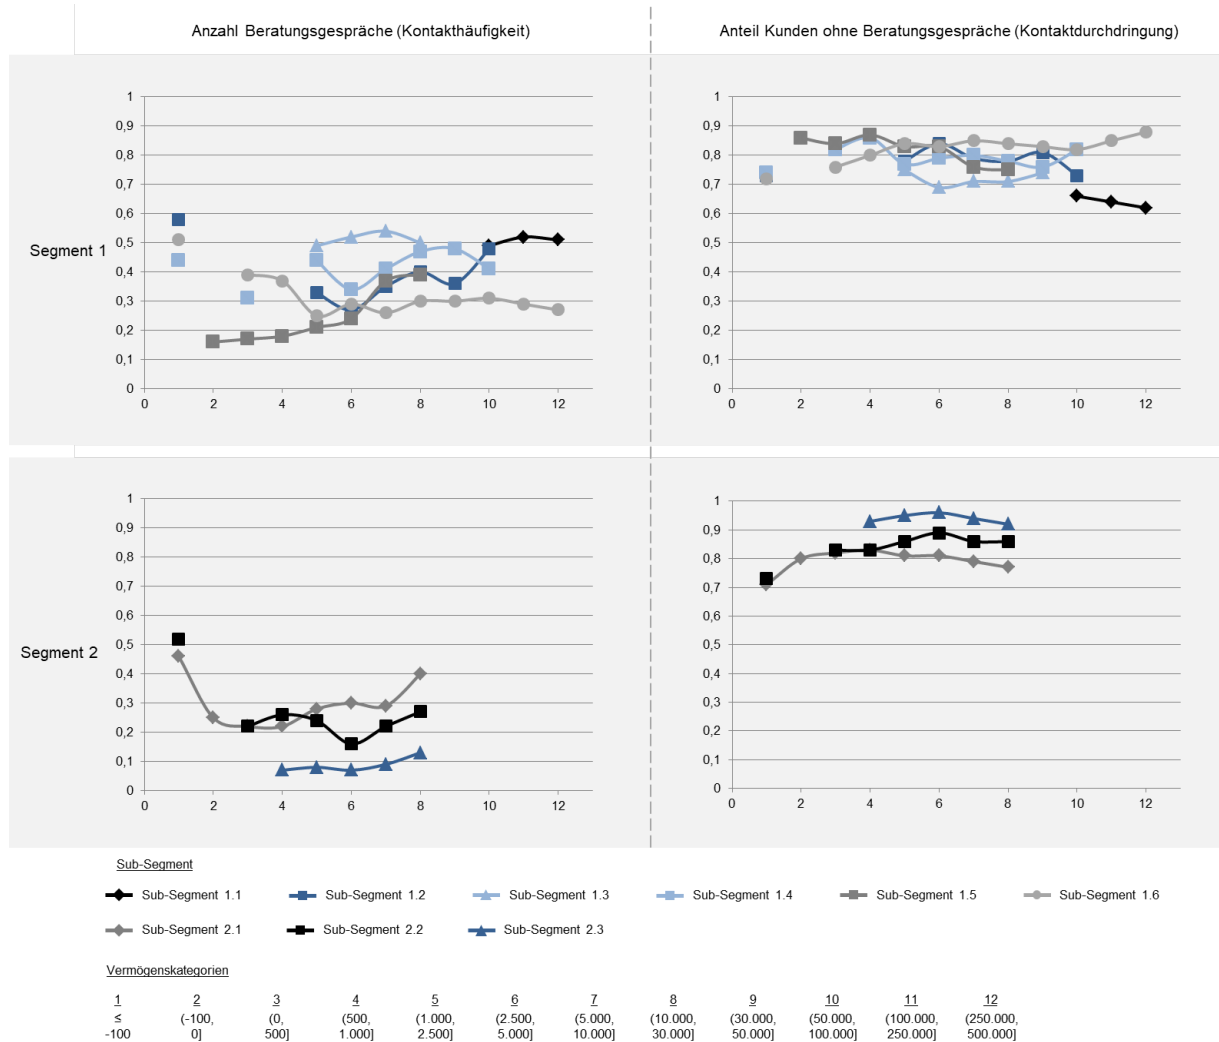 Anzahl Beratungsgespräche (Kontakthäufigkeit)
Anteil Kunden ohne Beratungsgespräche (Kontaktdurchdringung)
Segment 1
1
0,9
0,8
0,7
0,6
0,5
0,4
0,3
0,2
0,1
0
0 2 4 6 8 10 12
1
0,9
0,8
0,7
0,6
0,5
0,4
0,3
0,2
0,1
0
0 2 4 6 8 10 12
Segment 2
1
0,9
0,8
0,7
0,6
0,5
0,4
0,3
0,2
0,1
0
0 2 4 6 8 10 12
1
0,9
0,8
0,7
0,6
0,5
0,4
0,3
0,2
0,1
0
0 2 4 6 8 10 12
Sub-Segment
Sub-Segment 1.1 Sub-Segment 1.2 Sub-Segment 1.3 Sub-Segment 1.4 Sub-Segment 1.5 Sub-Segment 1.6
Sub-Segment 2.1 Sub-Segment 2.2 Sub-Segment 2.3
Vermögenskategorien
1 2 3 4 5 6 7 8 9 10 11 12
≤ (-100, (0, (500, (1.000, (2.500, (5.000, (10.000, (30.000, (50.000, (100.000, (250.000,
-100 0] 500] 1.000] 2.500] 5.000] 10.000] 30.000] 50.000] 100.000] 250.000] 500.000]